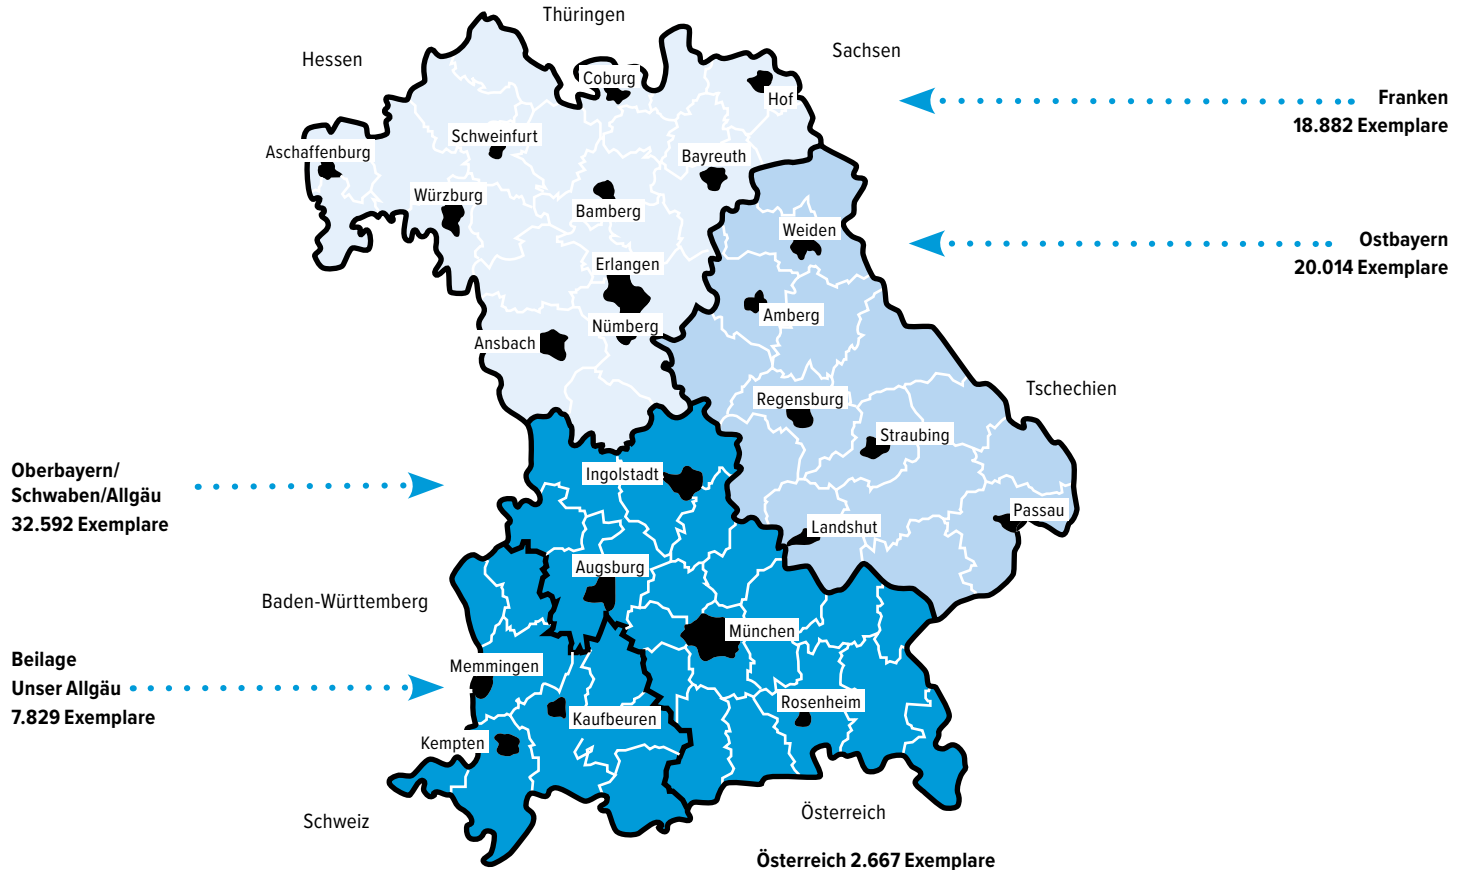 Thüringen
Hessen
Sachsen
Coburg
Hof
Franken
18.882 Exemplare
Schweinfurt
Aschaffenburg
Bayreuth
Würzburg
Bamberg
Weiden
Ostbayern
20.014 Exemplare
Erlangen
Amberg
Nümberg
Ansbach
Tschechien
Regensburg
Straubing
Oberbayern/
Schwaben/Allgäu
32.592 Exemplare
Ingolstadt
Passau
Landshut
Augsburg
Baden-Württemberg
München
Beilage
Unser Allgäu
7.829 Exemplare
Memmingen
Rosenheim
Kaufbeuren
Kempten
Schweiz
Österreich
Österreich 2.667 Exemplare